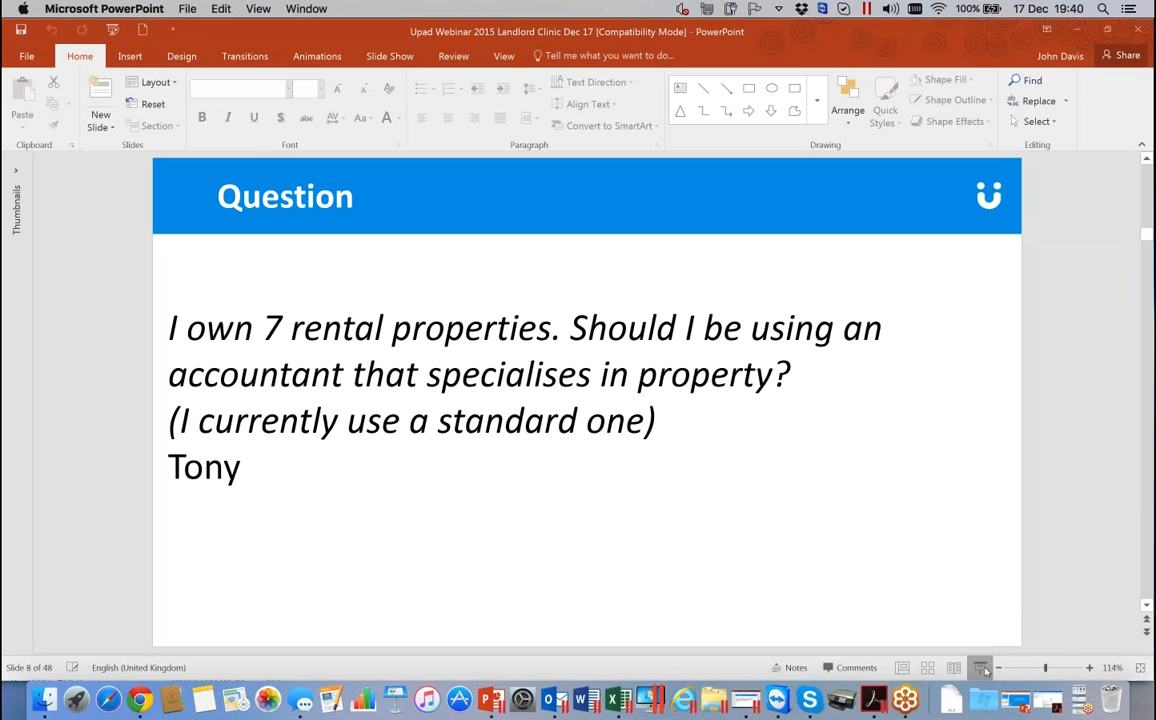 Microsoft PowerPoint File Edit View Window 100% 17 Dec 19:40
Upad Webinar 2015 Landlord Clinic Dec 17 [Compatibility Mode] - PowerPoint
File Home Insert Design Transitions Animations Slide Show Review View Tell me what you want to do... John Davis Share
Paste
Clipboard
New Slide
Layout
Reset
Section
Slides
B I U S abc AV Aa A
Font
Text Direction
Align Text
Convert to SmartArt
Paragraph
Arrange
Quick Styles
Shape Fill
Shape Outline
Shape Effects
Drawing
Find
Replace
Select
Editing
Thumbnails
Question
I own 7 rental properties. Should I be using an
accountant that specialises in property?
(I currently use a standard one)
Tony
Slide 8 of 48 English (United Kingdom) Notes Comments 114%